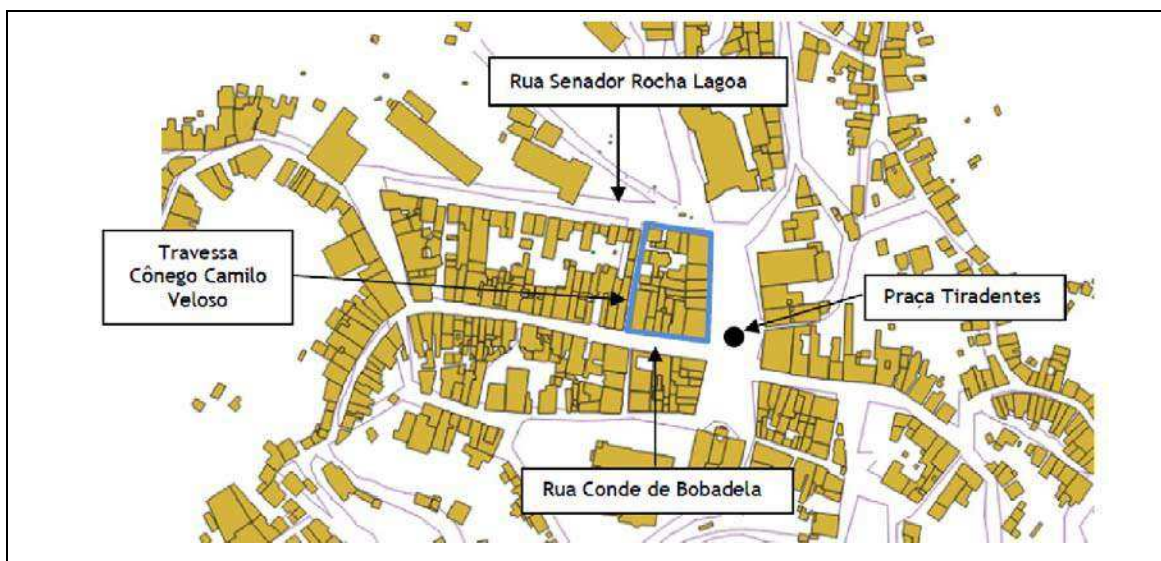 Rua Senador Rocha Lagoa
Travessa
Cônego Camilo
Veloso
Praça Tiradentes
Rua Conde de Bobadela